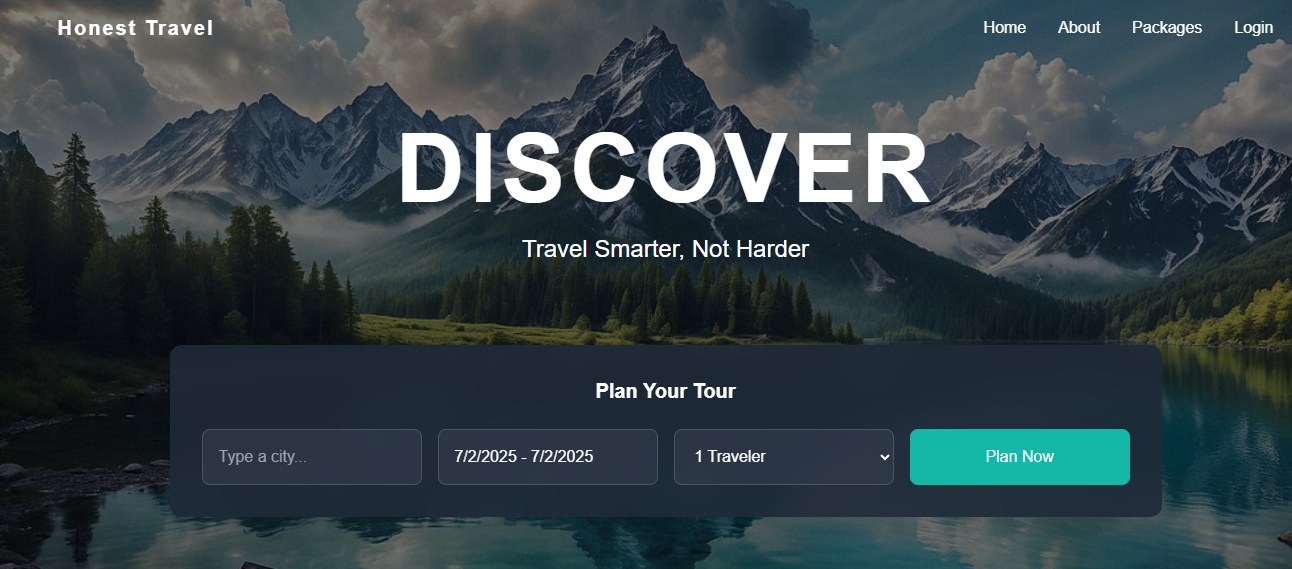 Honest Travel
Home About Packages Login
DISCOVER
Travel Smarter, Not Harder
Plan Your Tour
Type a city...
7/2/2025 - 7/2/2025
1 Traveler
Plan Now